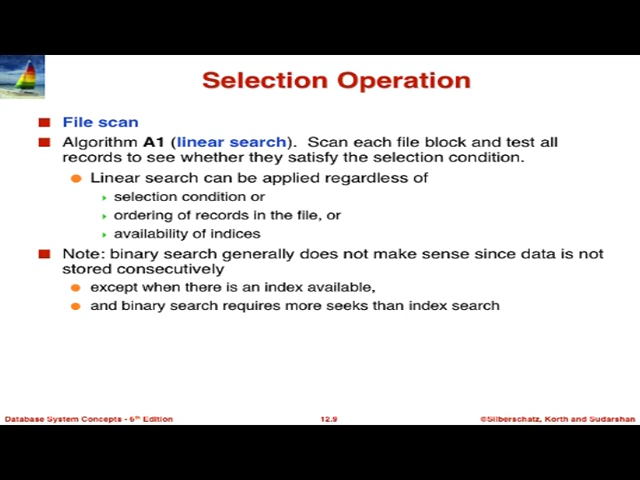 Selection Operation
File scan
Algorithm A1 (linear search). Scan each file block and test all
records to see whether they satisfy the selection condition.
Linear search can be applied regardless of
selection condition or
ordering of records in the file, or
availability of indices
Note: binary search generally does not make sense since data is not
stored consecutively
except when there is an index available,
and binary search requires more seeks than index search
Database System Concepts - 6th Edition
12.9
©Silberschatz, Korth and Sudarshan